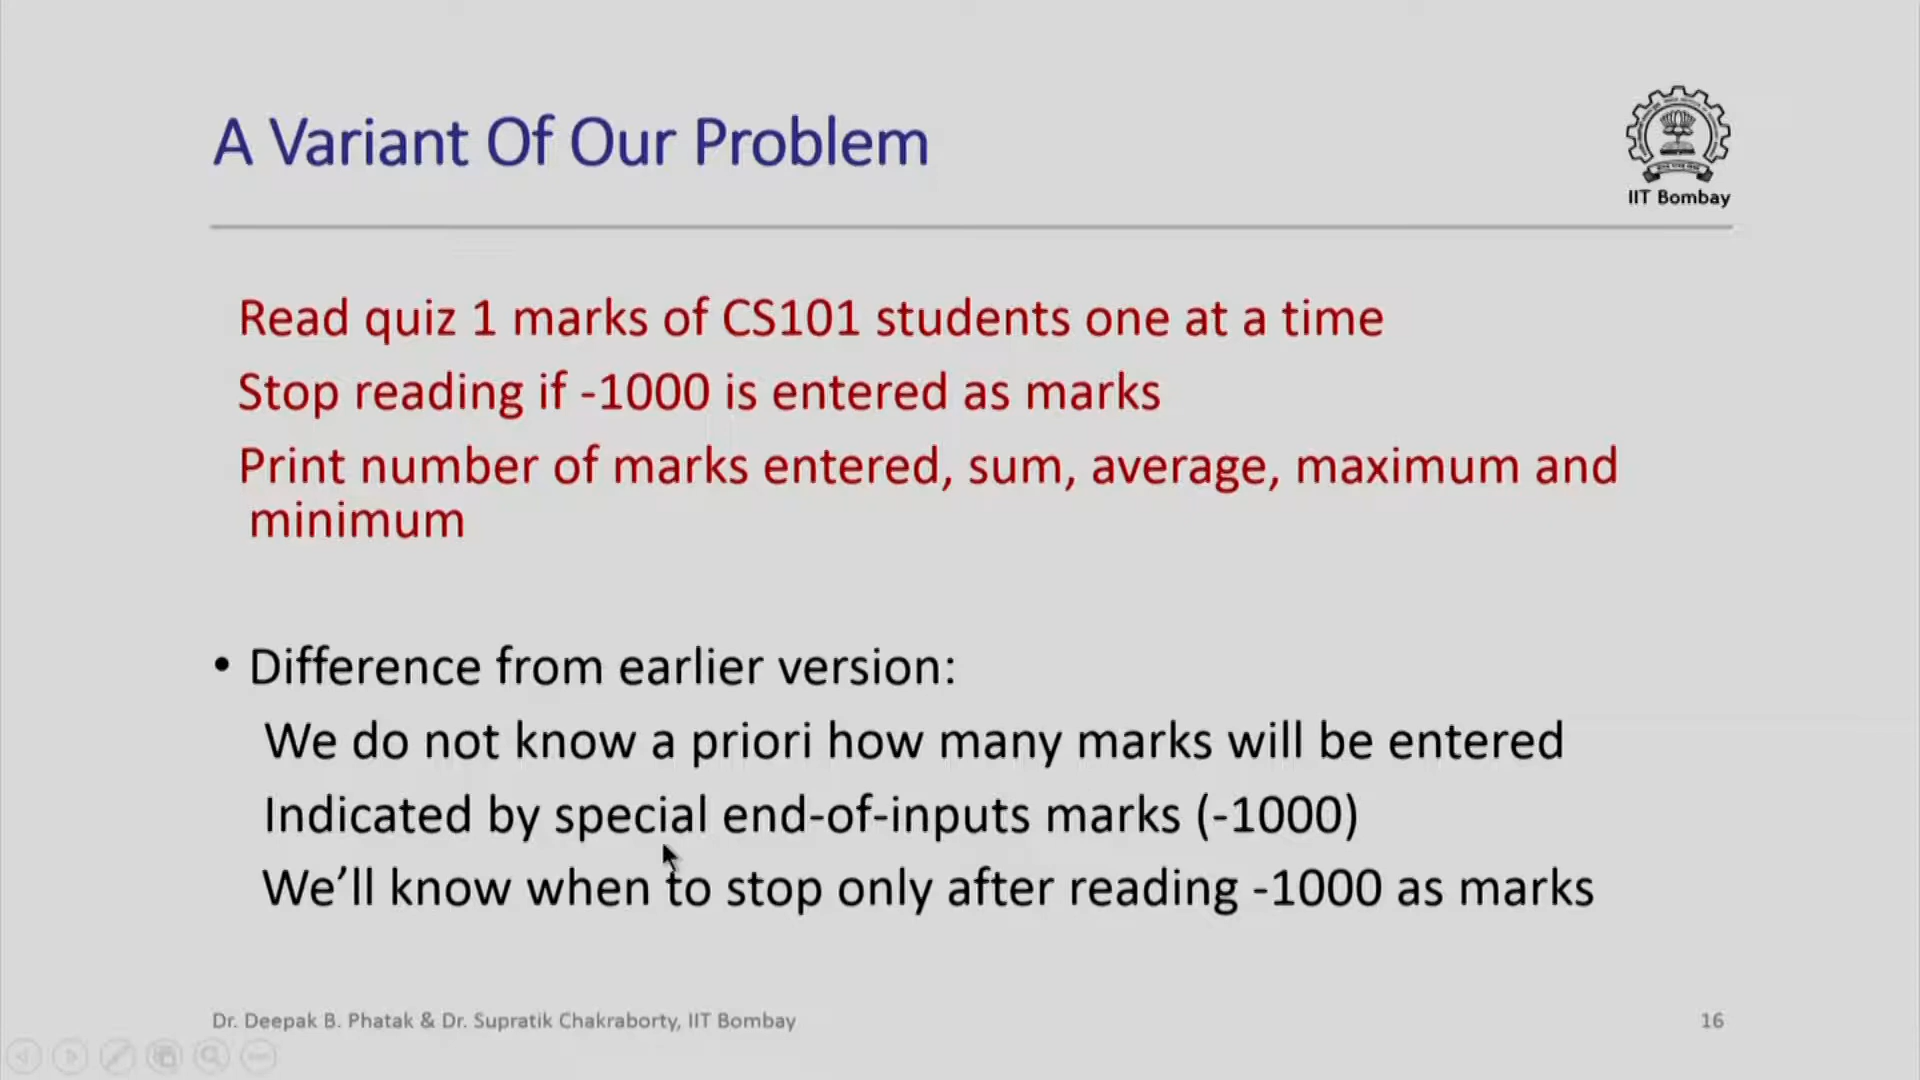 A Variant Of Our Problem
IIT Bombay
Read quiz 1 marks of CS101 students one at a time
Stop reading if -1000 is entered as marks
Print number of marks entered, sum, average, maximum and
minimum
• Difference from earlier version:
We do not know a priori how many marks will be entered
Indicated by special end-of-inputs marks (-1000)
We’ll know when to stop only after reading -1000 as marks
Dr. Deepak B. Phatak & Dr. Supratik Chakraborty, IIT Bombay
16